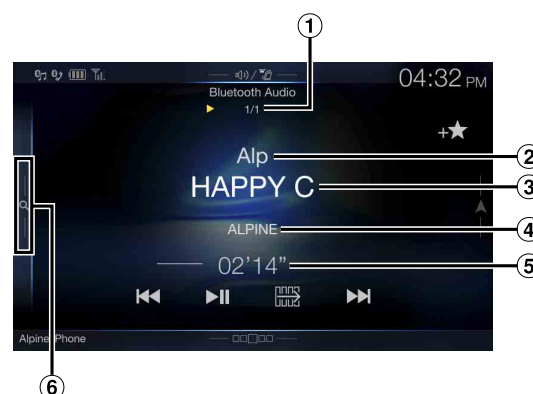 ①
04:32 PM
Bluetooth Audio
1/1
Alp ②
HAPPY C ③
ALPINE ④
02'14" ⑤
Alpine Phone
⑥